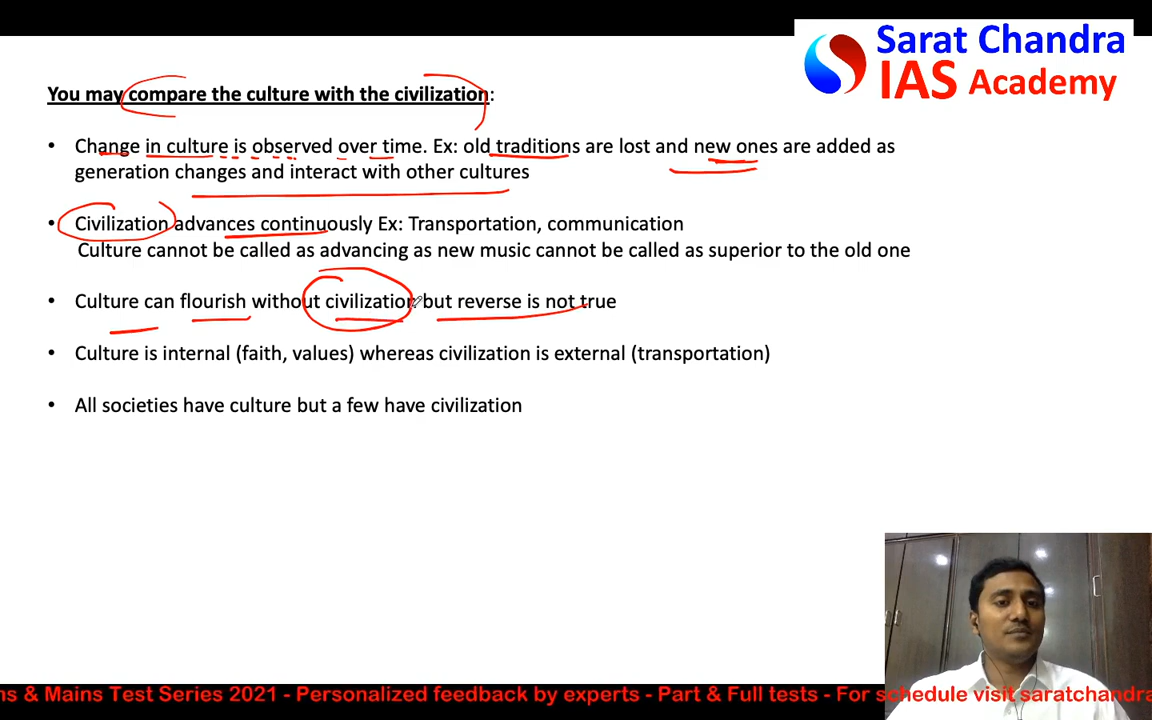 Sarat Chandra
IAS Academy
You may compare the culture with the civilization:
• Change in culture is observed over time. Ex: old traditions are lost and new ones are added as
generation changes and interact with other cultures
• Civilization advances continuously Ex: Transportation, communication
Culture cannot be called as advancing as new music cannot be called as superior to the old one
• Culture can flourish without civilization but reverse is not true
• Culture is internal (faith, values) whereas civilization is external (transportation)
• All societies have culture but a few have civilization
ns & Mains Test Series 2021 - Personalized feedback by experts - Part & Full tests - For schedule visit saratchandra